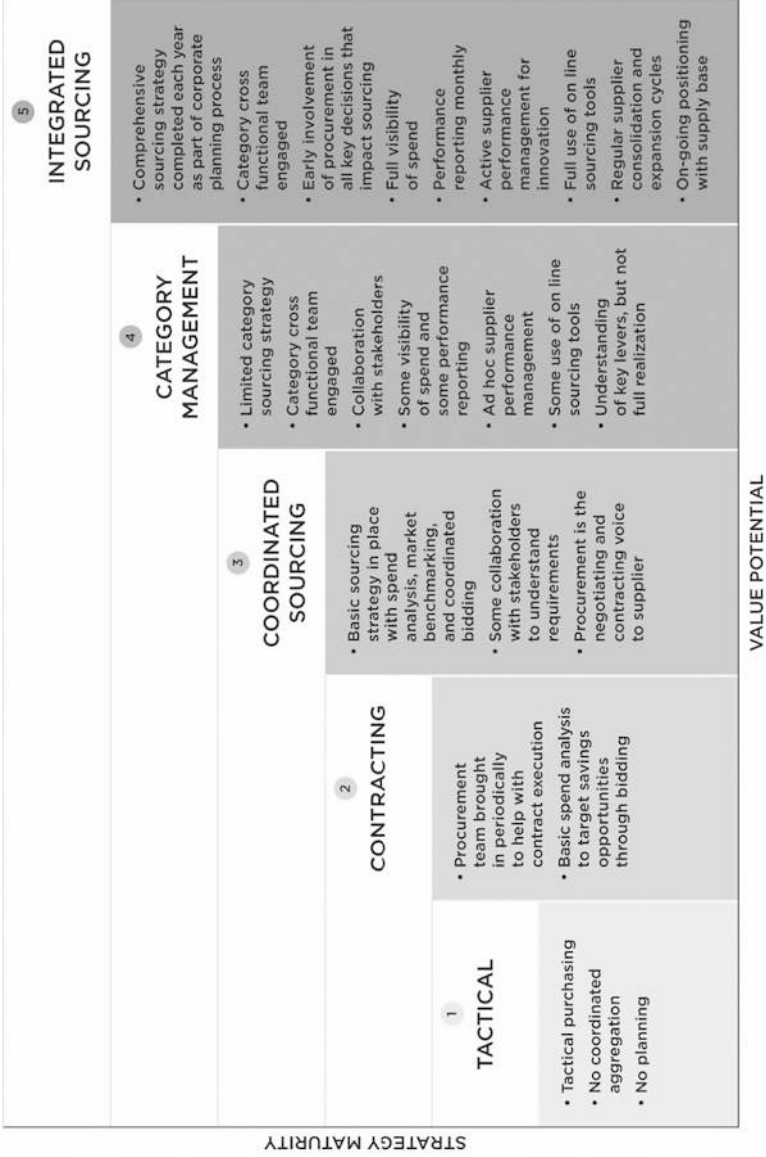 STRATEGY MATURITY
1
TACTICAL
• Tactical purchasing
• No coordinated
aggregation
• No planning
2
CONTRACTING
• Procurement
team brought
in periodically
to help with
contract execution
• Basic spend analysis
to target savings
opportunities
through bidding
3
COORDINATED
SOURCING
• Basic sourcing
strategy in place
with spend
analysis, market
benchmarking,
and coordinated
bidding
• Some collaboration
with stakeholders
to understand
requirements
• Procurement is the
negotiating and
contracting voice
to supplier
4
CATEGORY
MANAGEMENT
• Limited category
sourcing strategy
• Category cross
functional team
engaged
• Collaboration
with stakeholders
• Some visibility
of spend and
some performance
reporting
• Ad hoc supplier
performance
management
• Some use of on line
sourcing tools
• Understanding
of key levers, but not
full realization
5
INTEGRATED
SOURCING
• Comprehensive
sourcing strategy
completed each year
as part of corporate
planning process
• Category cross
functional team
engaged
• Early involvement
of procurement in
all key decisions that
impact sourcing
• Full visibility
of spend
• Performance
reporting monthly
• Active supplier
performance
management for
innovation
• Full use of on line
sourcing tools
• Regular supplier
consolidation and
expansion cycles
• On-going positioning
with supply base
VALUE POTENTIAL